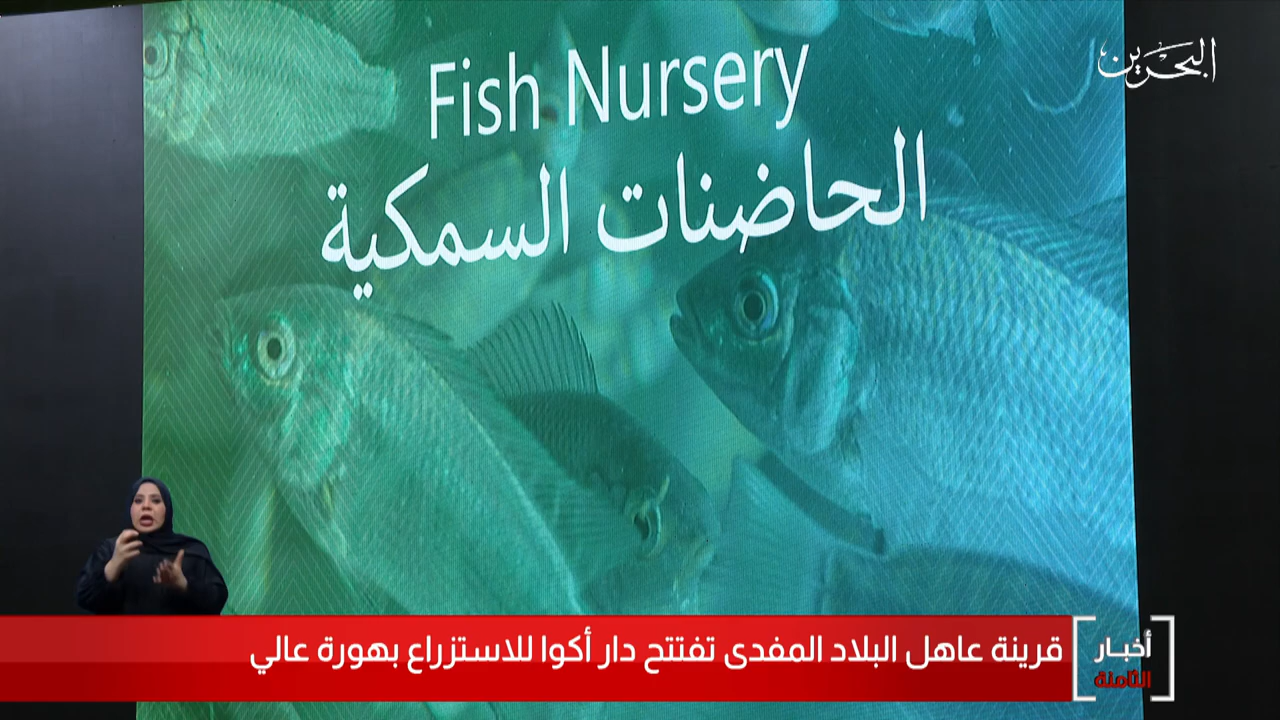 البحرين
Fish Nursery
الحاضنات السمكية
أخبار
الثامنة
قرينة عاهل البلاد المفدى تفتتح دار أكوا للاستزراع بهورة عالي